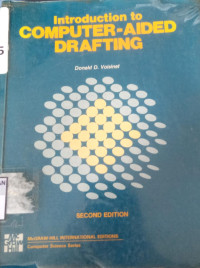 Introduction to
COMPUTER-AIDED
DRAFTING
Donald D. Voisinet
SECOND EDITION
McGRAW-HILL INTERNATIONAL EDITIONS
Computer Science Series